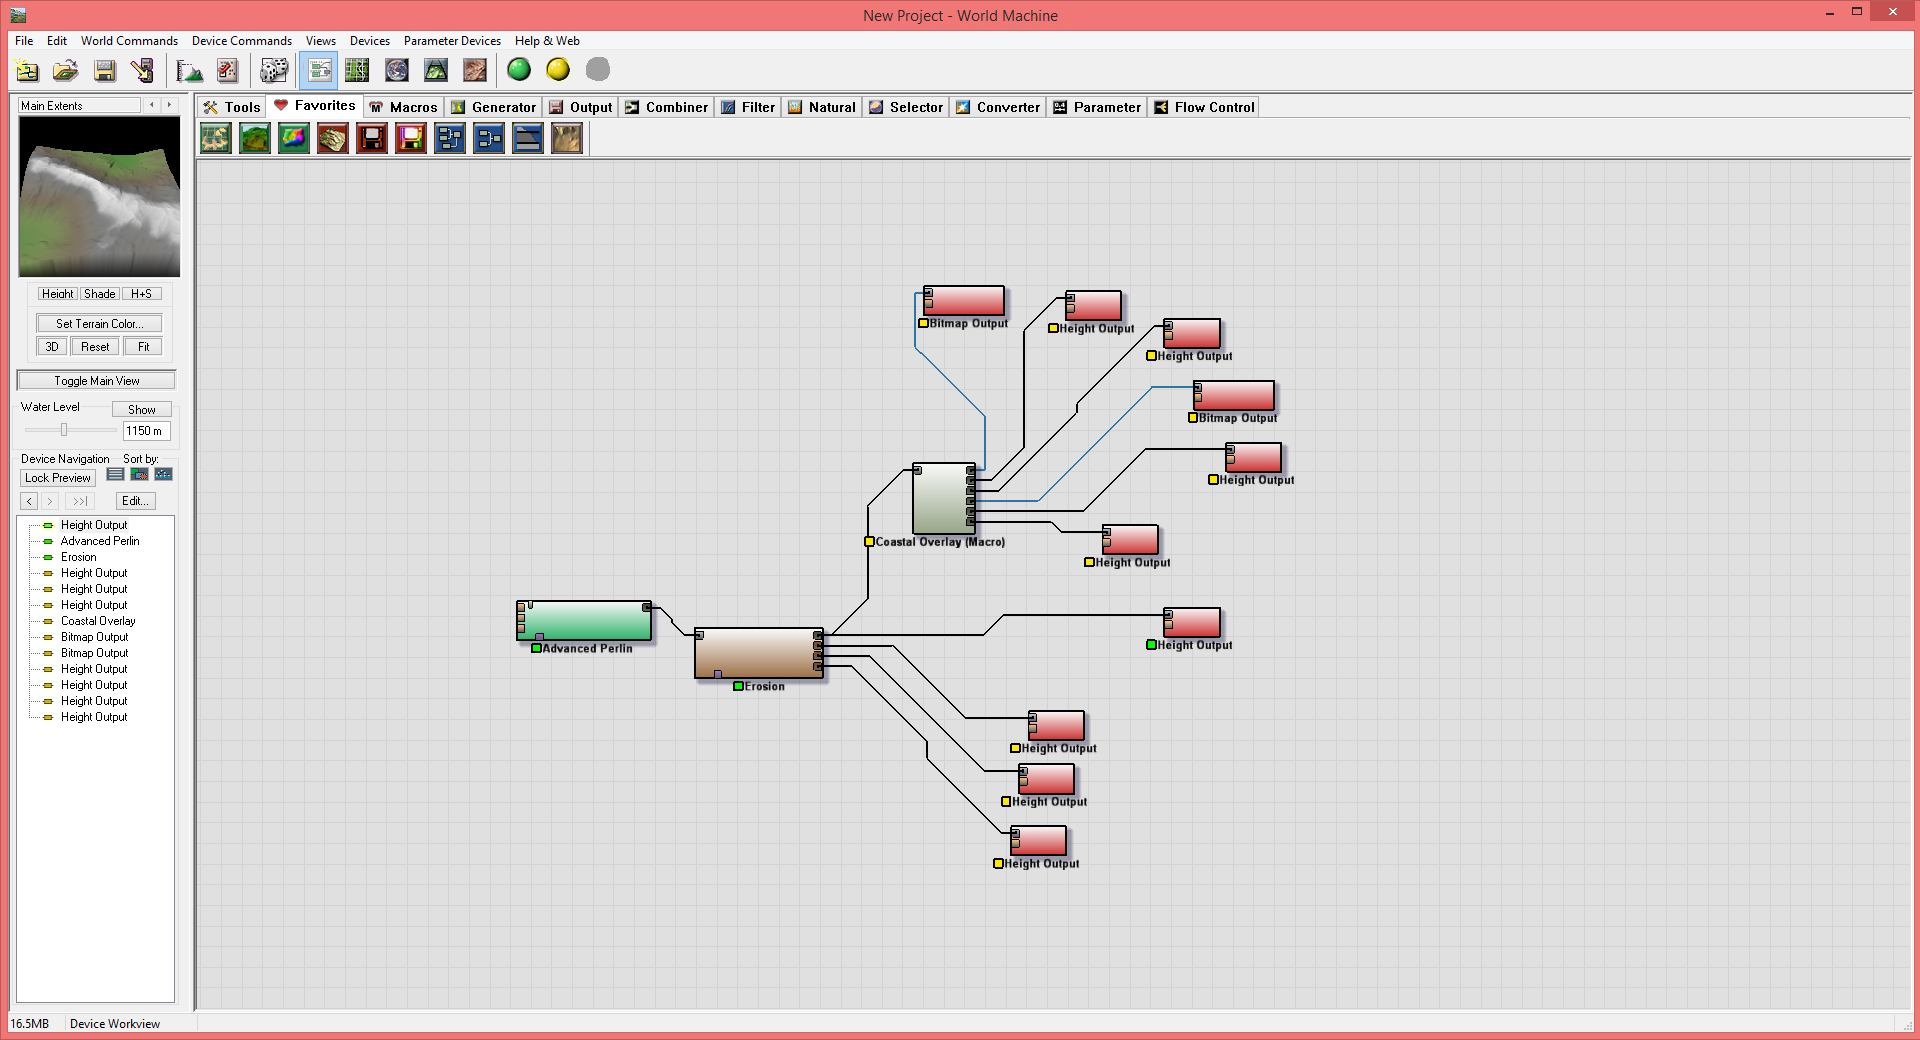 New Project - World Machine
File Edit World Commands Device Commands Views Devices Parameter Devices Help & Web
Main Extents
Tools Favorites Macros Generator Output Combiner Filter Natural Selector Converter Parameter Flow Control
Height Shade H+S
Set Terrain Color...
3D Reset Fit
Toggle Main View
Water Level Show
1150 m
Device Navigation Sort by:
Lock Preview
< > >>| Edit...
Height Output
Advanced Perlin
Erosion
Height Output
Height Output
Height Output
Coastal Overlay
Bitmap Output
Bitmap Output
Height Output
Height Output
Height Output
Height Output
Bitmap Output
Height Output
Height Output
Bitmap Output
Height Output
Coastal Overlay (Macro)
Height Output
Advanced Perlin
Height Output
Erosion
Height Output
Height Output
Height Output
16.5MB Device Workview